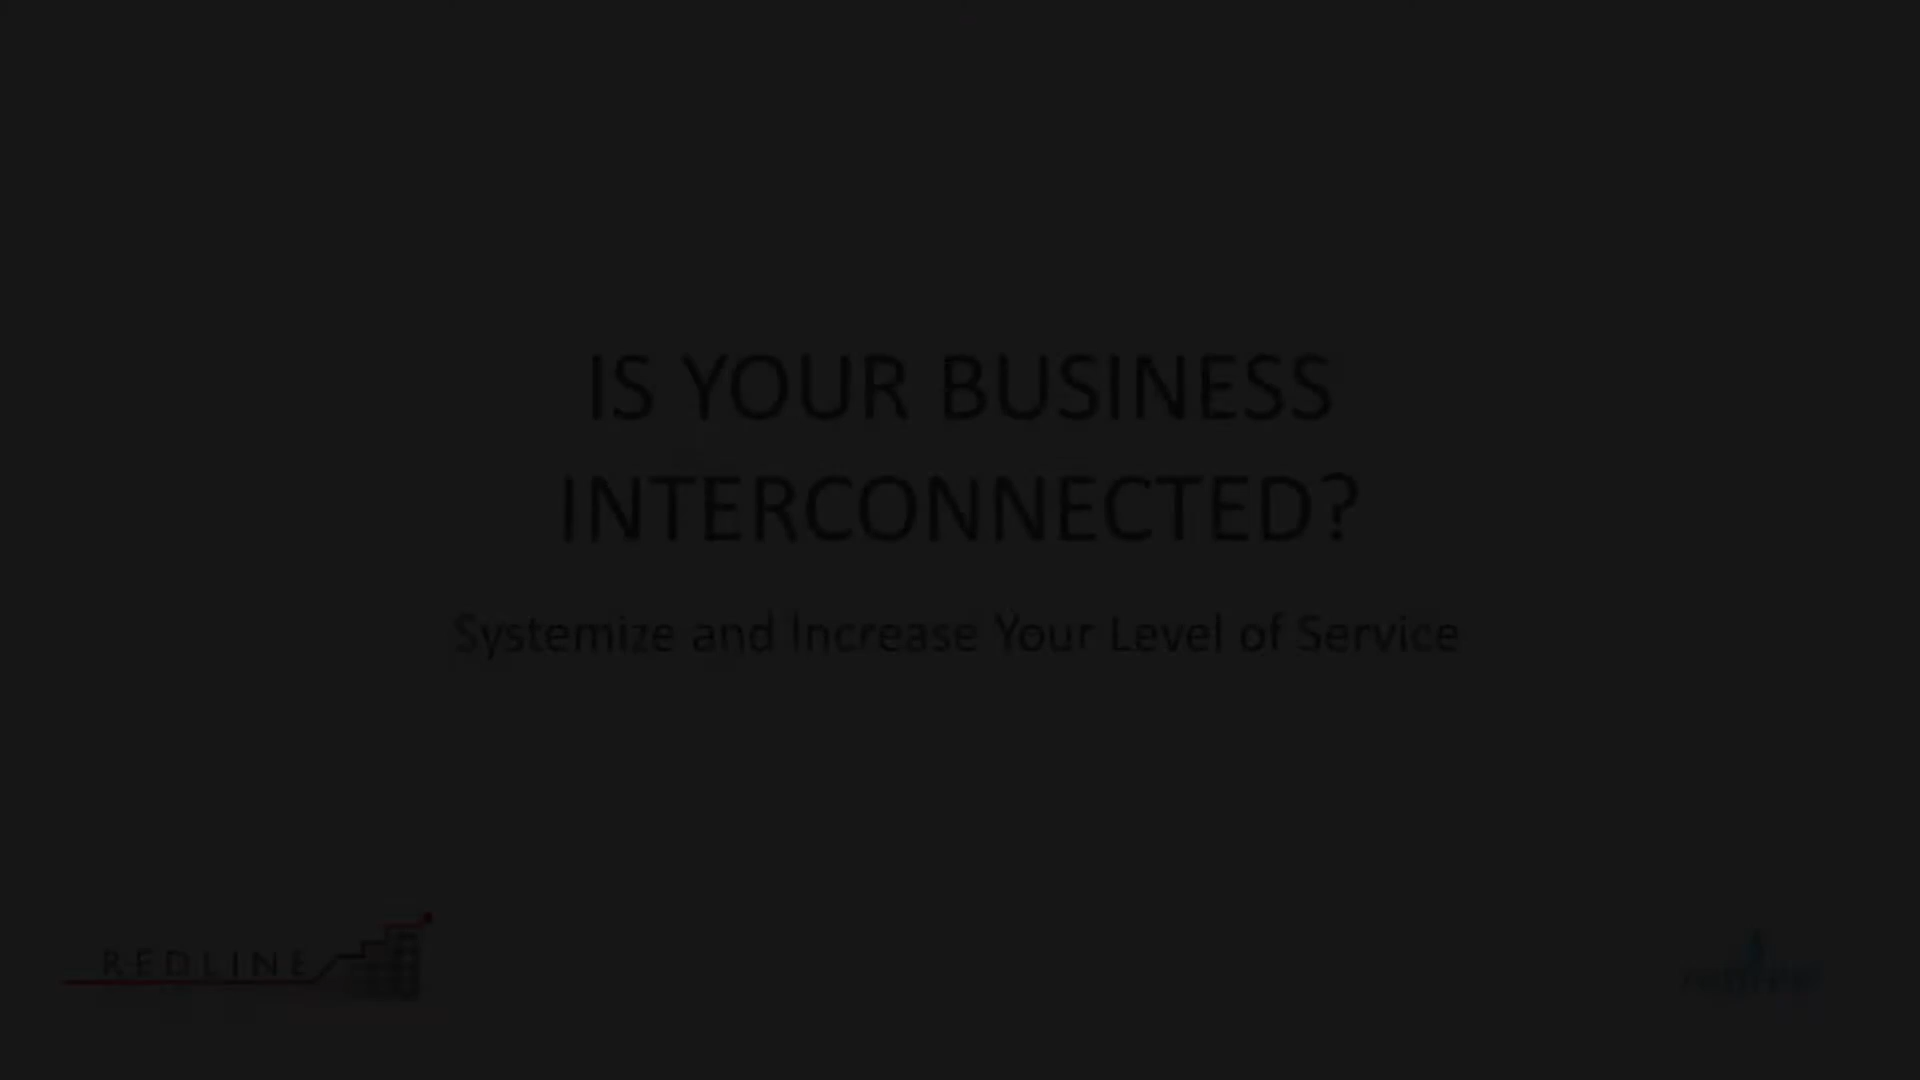 IS YOUR BUSINESS
INTERCONNECTED?
Systemize and Increase Your Level of Service
REDLINE